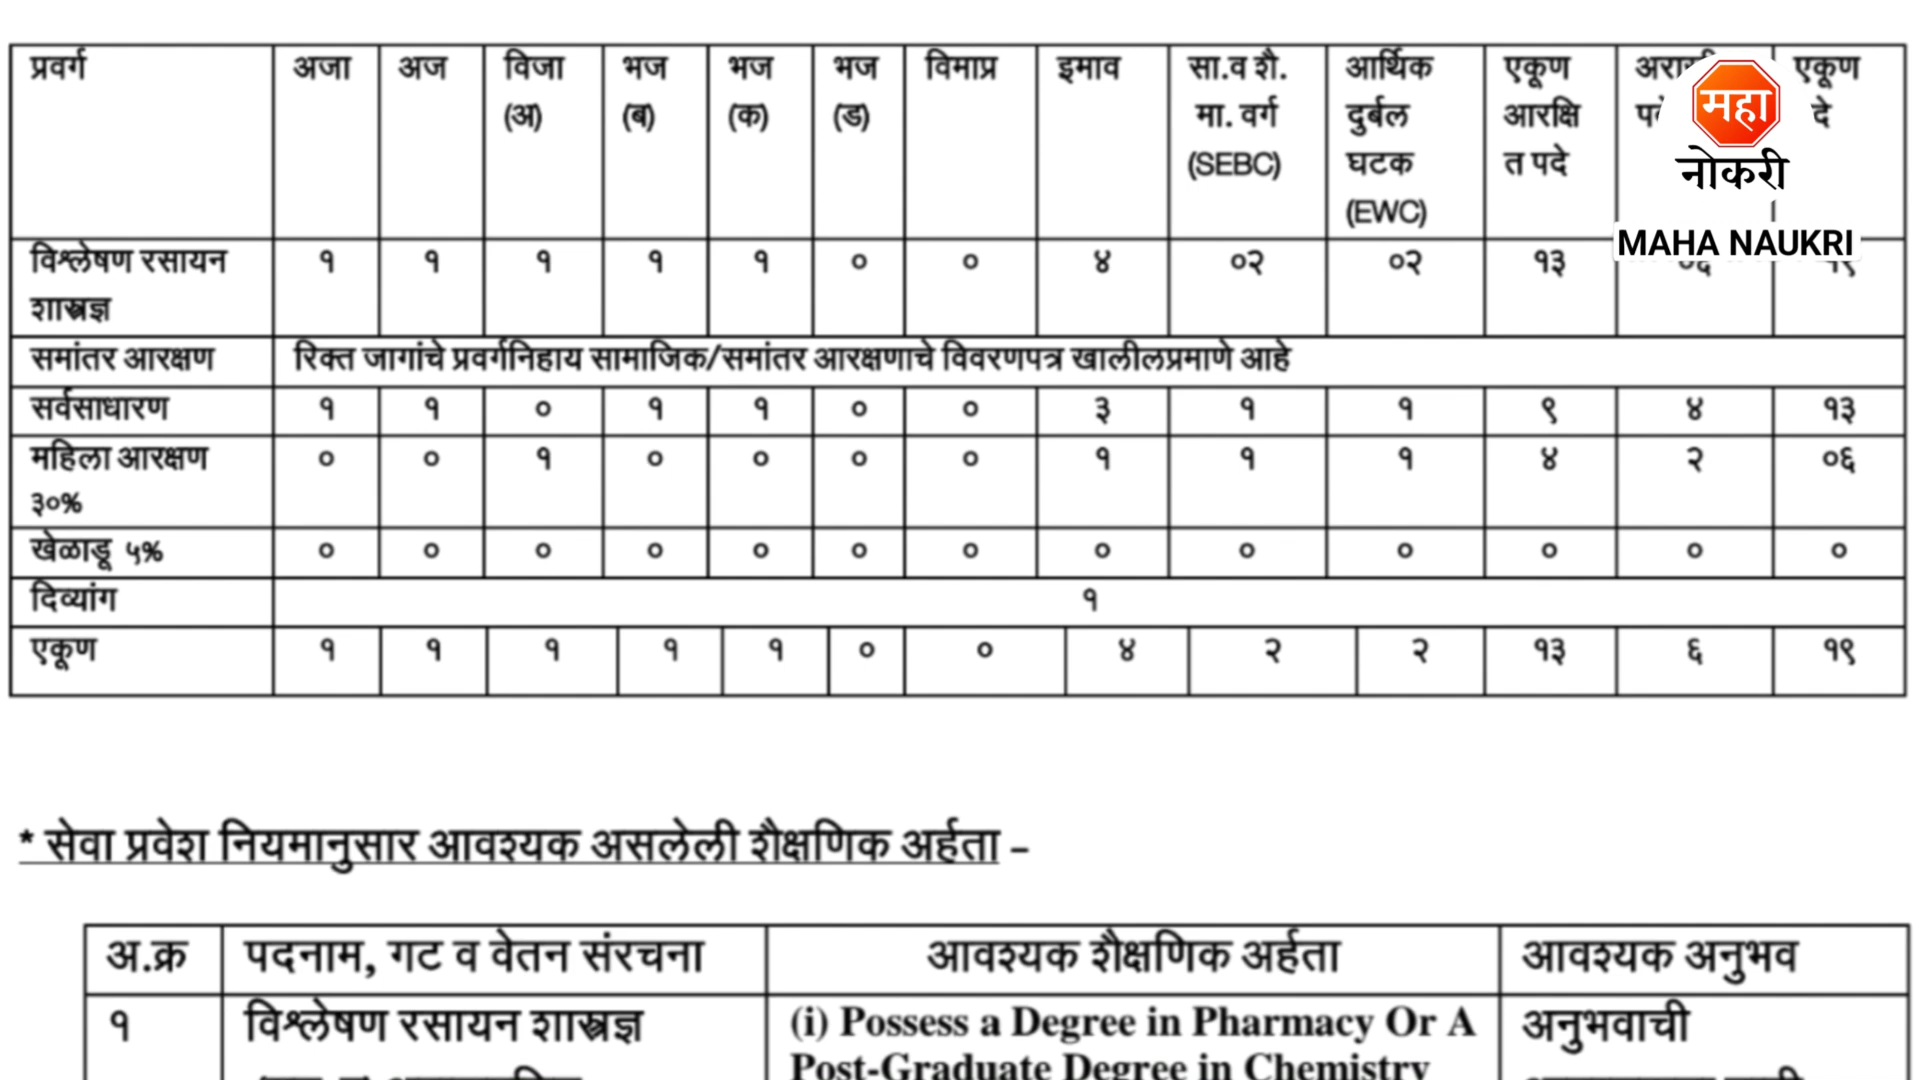 प्रवर्ग अजा अज विजा भज भज भज विमाप्र इमाव सा.व शै. आर्थिक एकूण एकूण
(अ) (ब) (क) (ड) मा. वर्ग दुर्बल आरक्षि
(SEBC) घटक त पदे
(EWC)
महा
नोकरी
MAHA NAUKRI
विश्लेषण रसायन १ १ १ १ १ ० ० ४ ०२ ०२ १३
शास्त्रज्ञ
समांतर आरक्षण रिक्त जागांचे प्रवर्गनिहाय सामाजिक/समांतर आरक्षणाचे विवरणपत्र खालीलप्रमाणे आहे
सर्वसाधारण १ १ ० १ १ ० ० ३ १ १ ९ ४ १३
महिला आरक्षण ० ० १ ० ० ० ० १ १ १ ४ २ ०६
३०%
खेळाडू ५% ० ० ० ० ० ० ० ० ० ० ० ० ०
दिव्यांग १
एकूण १ १ १ १ १ ० ० ४ २ २ १३ ६ १९
* सेवा प्रवेश नियमानुसार आवश्यक असलेली शैक्षणिक अर्हता –
अ.क्र पदनाम, गट व वेतन संरचना आवश्यक शैक्षणिक अर्हता आवश्यक अनुभव
१ विश्लेषण रसायन शास्त्रज्ञ (i) Possess a Degree in Pharmacy Or A अनुभवाची
Post-Graduate Degree in Chemistry